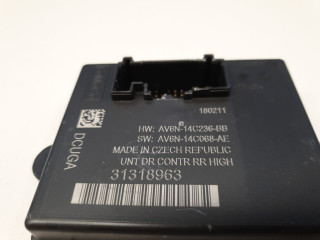 180211
HW: AV6N-14C236-BB
SW: AV6N-14C068-AE
MADE IN CZECH REPUBLIC
UNT DR CONTR RR HIGH
31318963
DCUGA